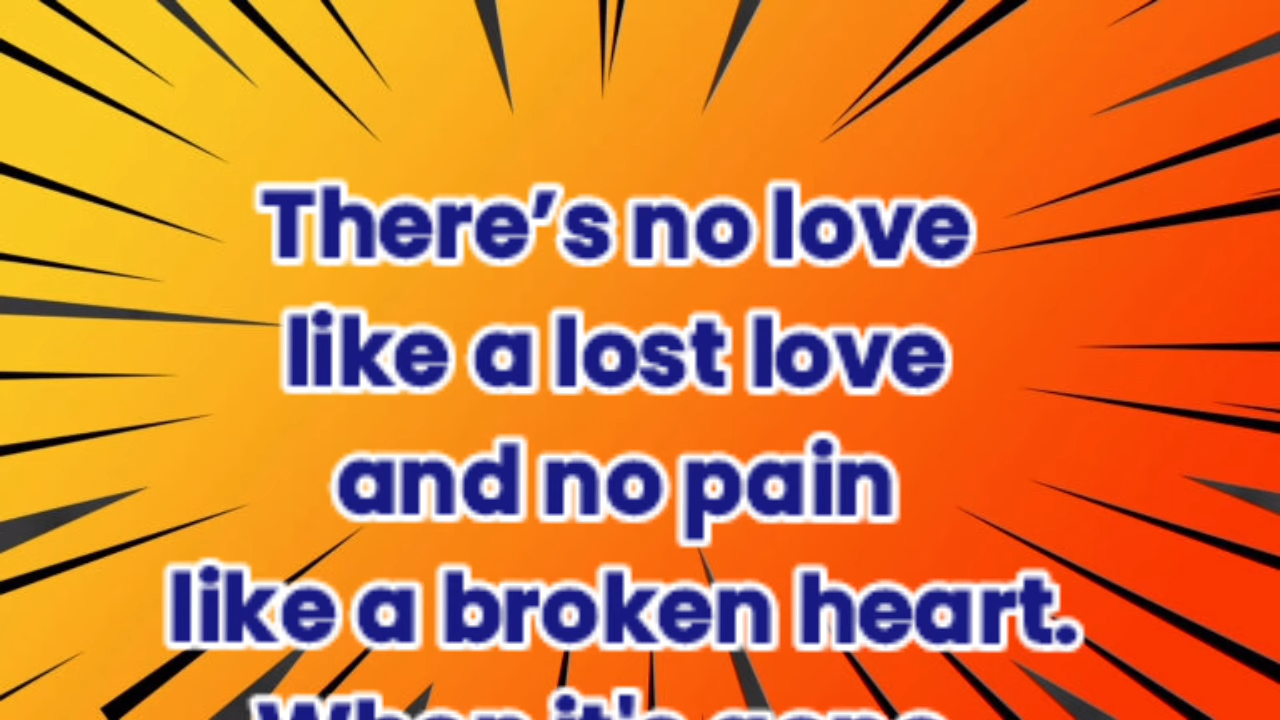 There’s no love
like a lost love
and no pain
like a broken heart.
When it's gone